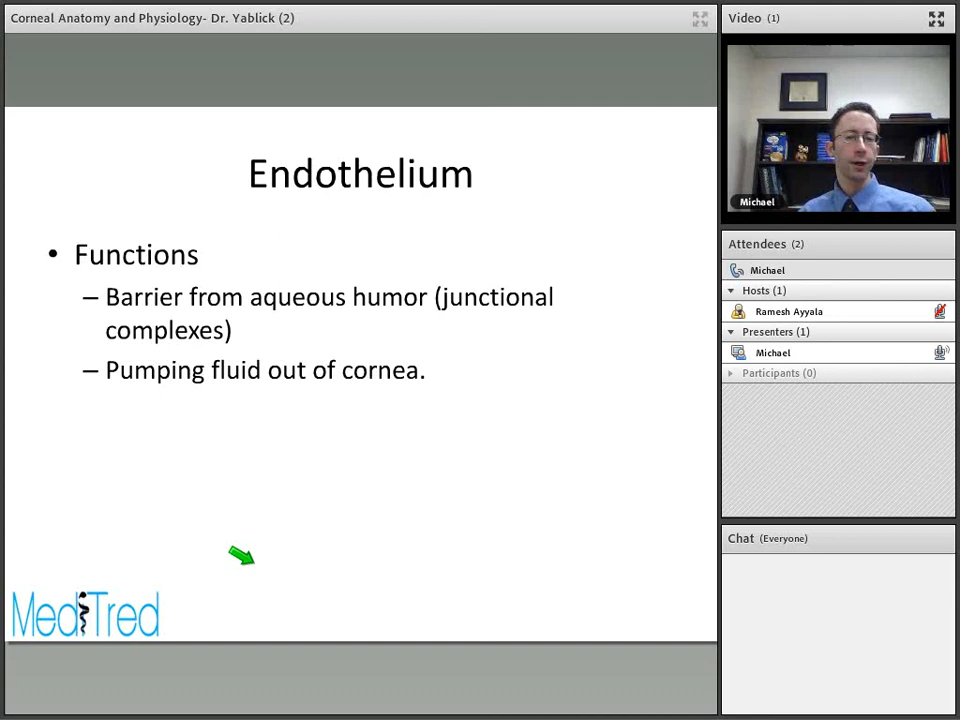 Corneal Anatomy and Physiology- Dr. Yablick (2)
Endothelium
• Functions
– Barrier from aqueous humor (junctional
complexes)
– Pumping fluid out of cornea.
MediTred
Video (1)
Michael
Attendees (2)
Michael
Hosts (1)
Ramesh Ayyala
Presenters (1)
Michael
Participants (0)
Chat (Everyone)